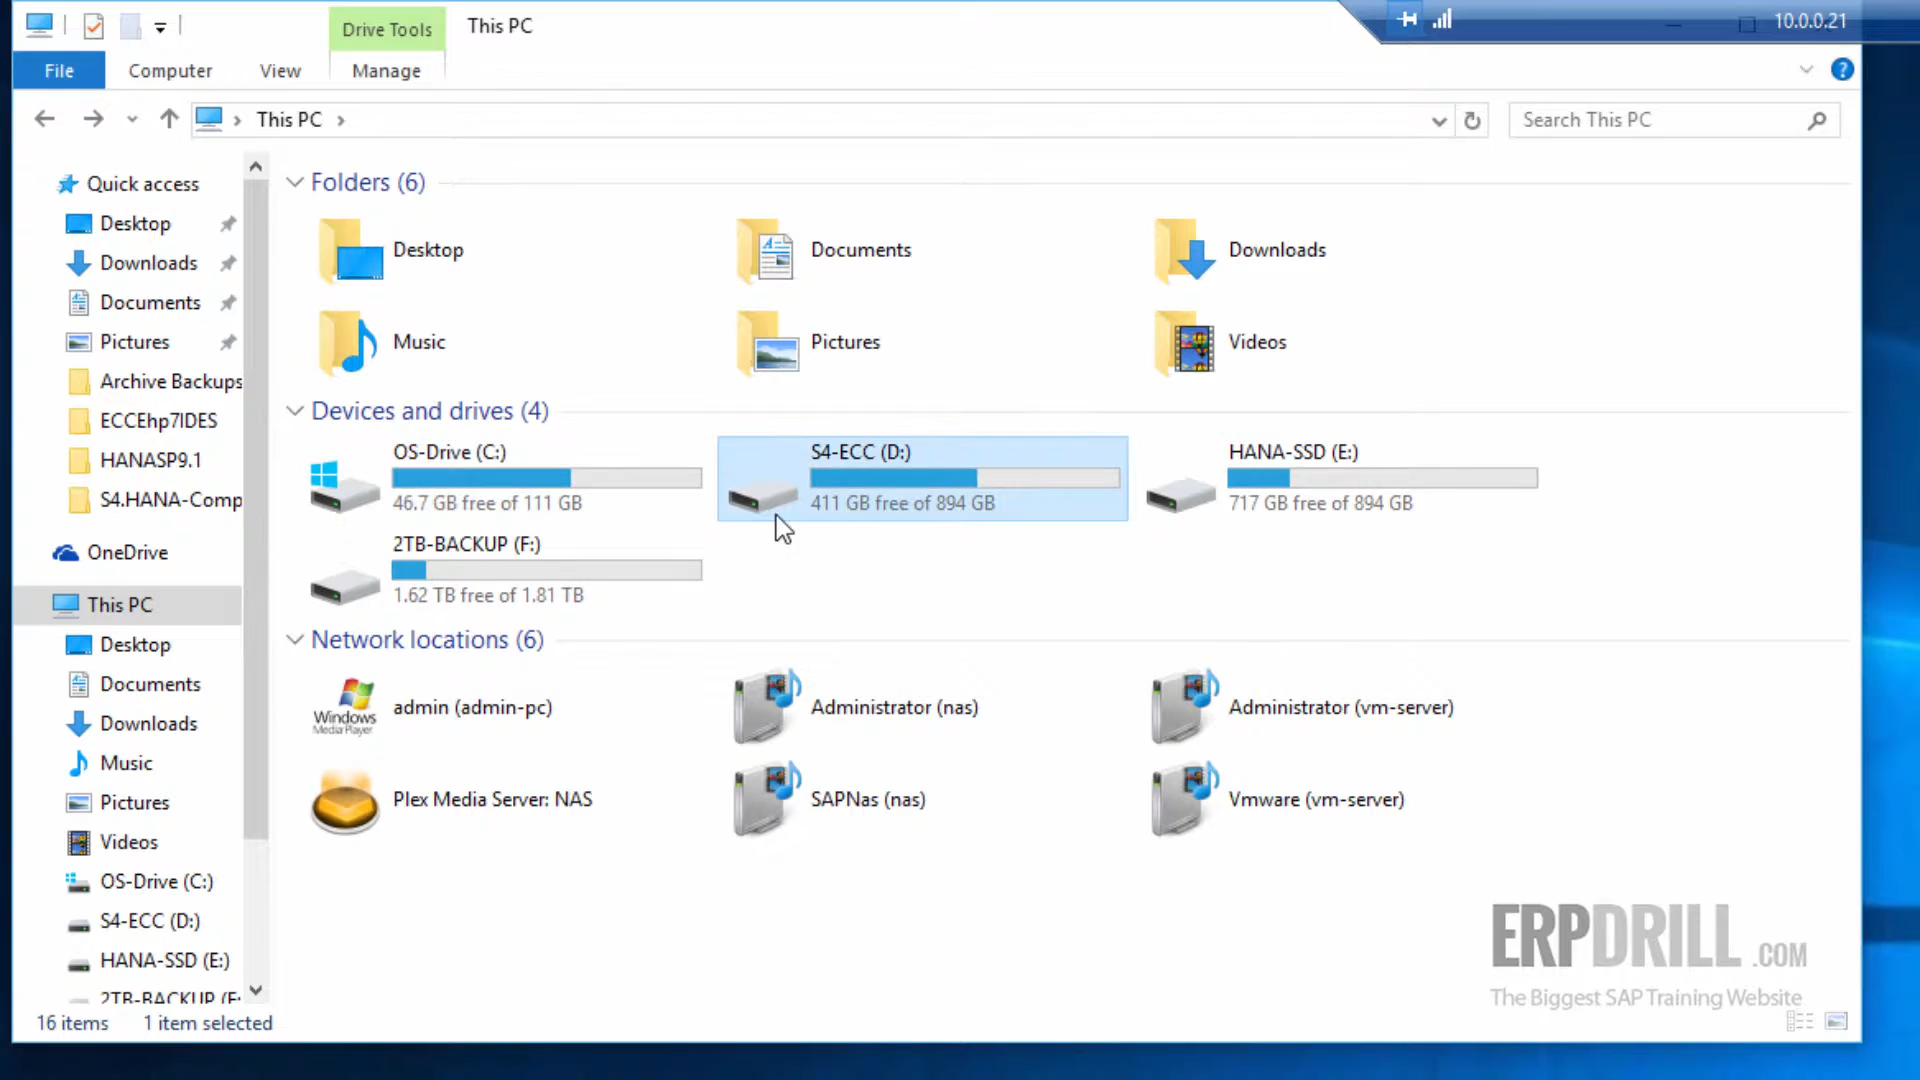 Drive Tools
This PC
10.0.0.21
File
Computer
View
Manage
This PC
Search This PC
Quick access
Desktop
Downloads
Documents
Pictures
Archive Backups
ECCEhp7IDES
HANASP9.1
S4.HANA-Comp
OneDrive
This PC
Desktop
Documents
Downloads
Music
Pictures
Videos
OS-Drive (C:)
S4-ECC (D:)
HANA-SSD (E:)
2TB-BACKUP (F:
Folders (6)
Desktop
Documents
Downloads
Music
Pictures
Videos
Devices and drives (4)
OS-Drive (C:)
46.7 GB free of 111 GB
S4-ECC (D:)
411 GB free of 894 GB
HANA-SSD (E:)
717 GB free of 894 GB
2TB-BACKUP (F:)
1.62 TB free of 1.81 TB
Network locations (6)
Windows
Media Player
admin (admin-pc)
Administrator (nas)
Administrator (vm-server)
Plex Media Server: NAS
SAPNas (nas)
Vmware (vm-server)
ERPDRILL.COM
The Biggest SAP Training Website
16 items
1 item selected